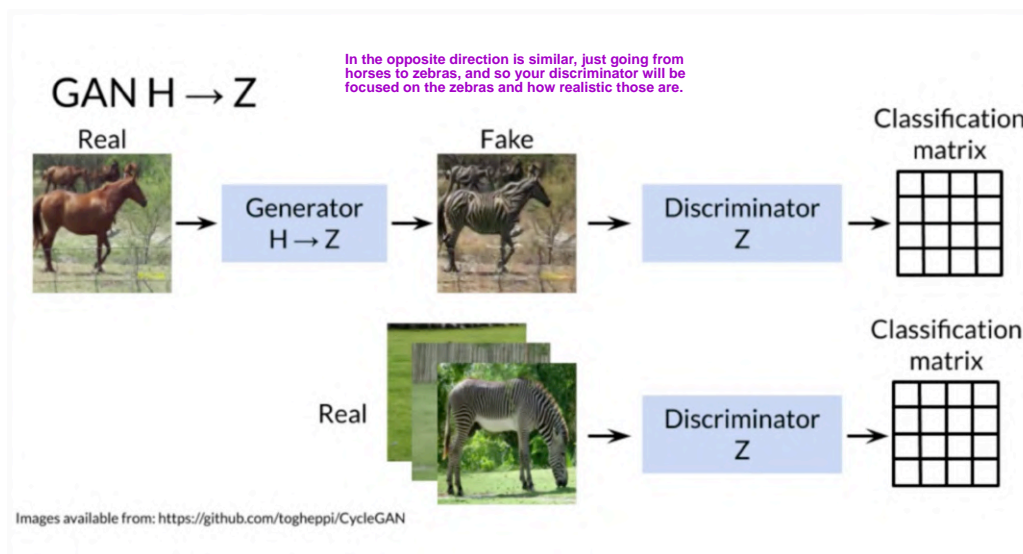 In the opposite direction is similar, just going from
horses to zebras, and so your discriminator will be
focused on the zebras and how realistic those are.
GAN H → Z
Real
Fake
Classification
matrix
Generator
H → Z
Discriminator
Z
Real
Discriminator
Z
Classification
matrix
Images available from: https://github.com/togheppi/CycleGAN